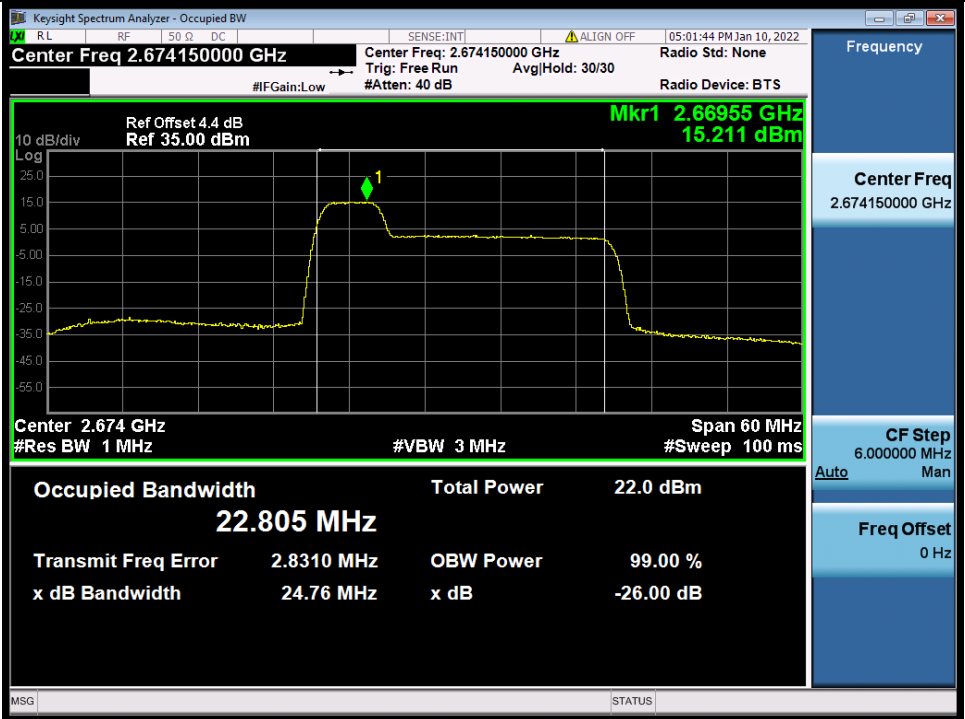 Keysight Spectrum Analyzer - Occupied BW
LXI RL RF 50 Ω DC SENSE:INT ALIGN OFF 05:01:44 PM Jan 10, 2022
Center Freq 2.674150000 GHz
Center Freq: 2.674150000 GHz Radio Std: None
Trig: Free Run Avg|Hold: 30/30
#IFGain:Low #Atten: 40 dB Radio Device: BTS
Ref Offset 4.4 dB
10 dB/div Ref 35.00 dBm
Mkr1 2.66955 GHz
15.211 dBm
Log
25.0
1
15.0
5.00
-5.00
-15.0
-25.0
-35.0
-45.0
-55.0
Center 2.674 GHz Span 60 MHz
#Res BW 1 MHz #VBW 3 MHz #Sweep 100 ms
Occupied Bandwidth Total Power 22.0 dBm
22.805 MHz
Transmit Freq Error 2.8310 MHz OBW Power 99.00 %
x dB Bandwidth 24.76 MHz x dB -26.00 dB
Frequency
Center Freq
2.674150000 GHz
CF Step
6.000000 MHz
Auto Man
Freq Offset
0 Hz
MSG STATUS